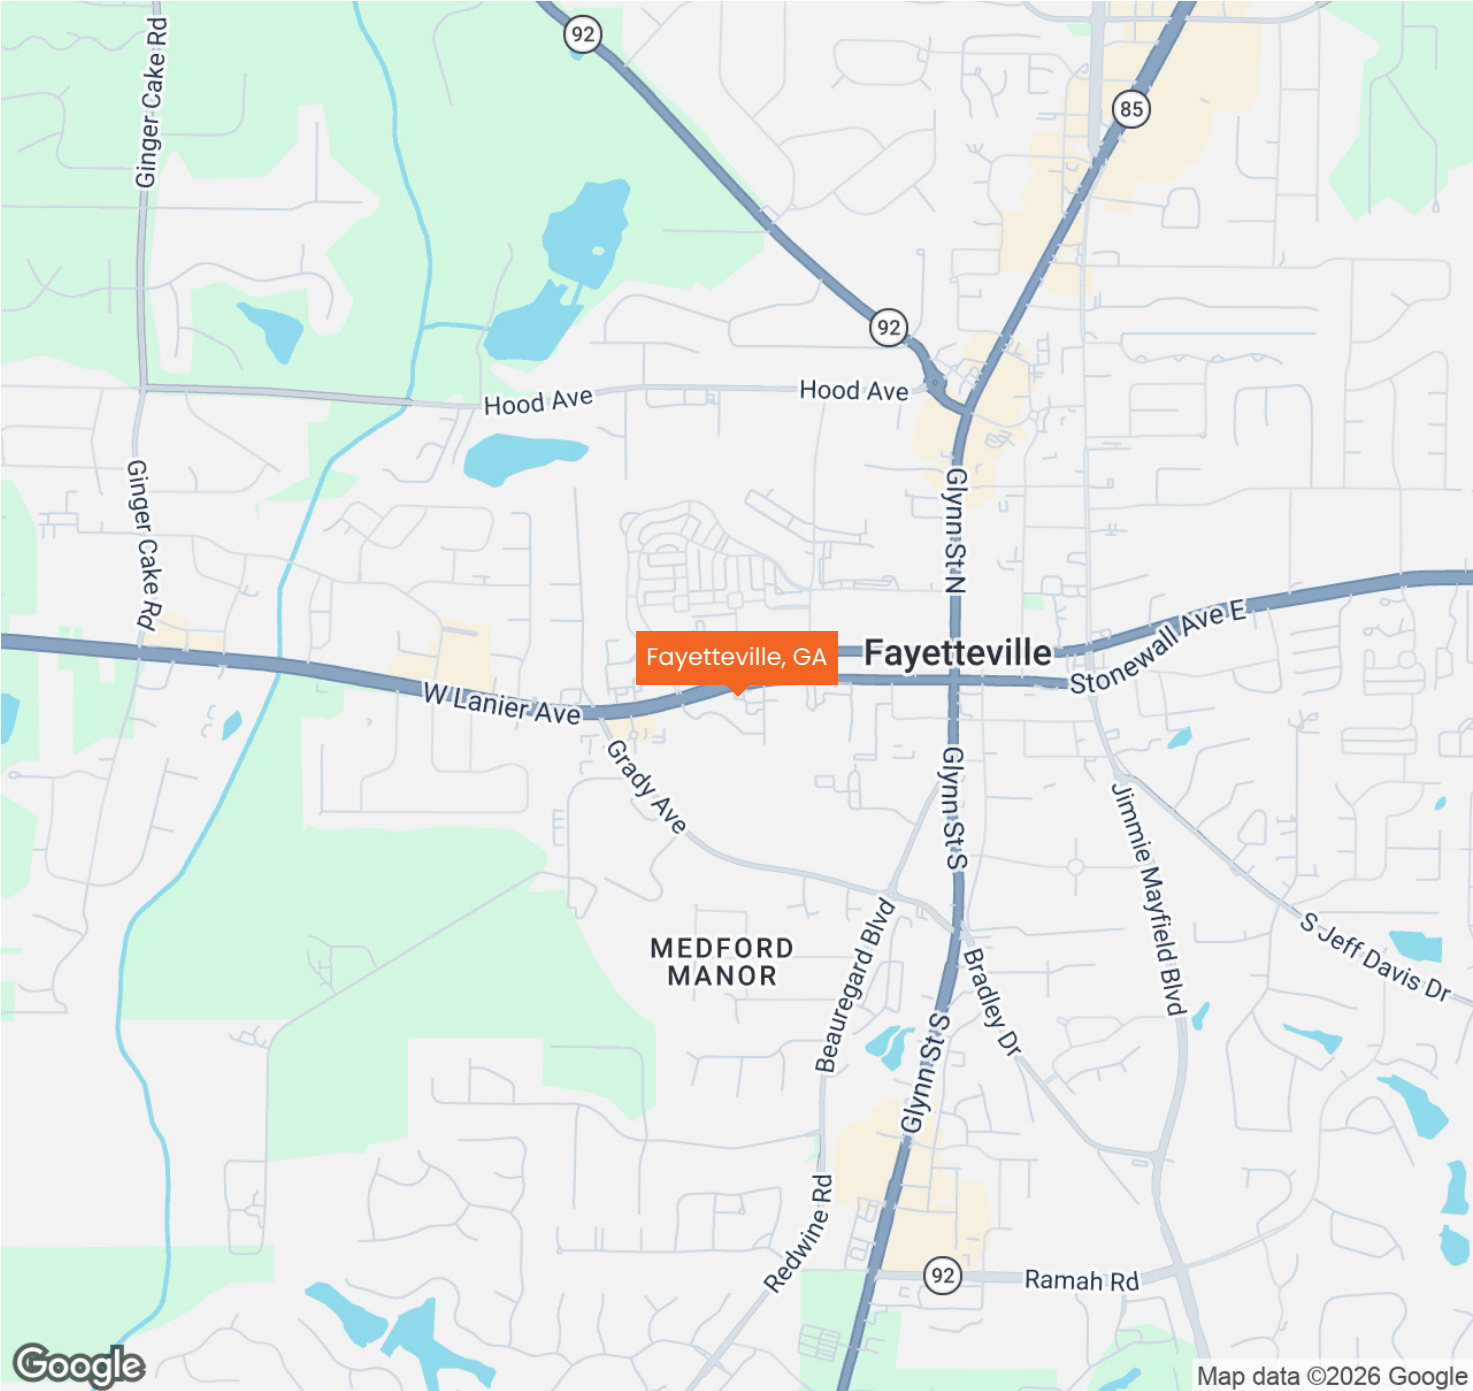 92
Ginger Cake Rd
85
92
Hood Ave
Hood Ave
Ginger Cake Rd
Glynn St N
Fayetteville, GA
Fayetteville
Stonewall Ave E
W Lanier Ave
Grady Ave
Glynn St S
Jimmie Mayfield Blvd
S Jeff Davis Dr
MEDFORD
MANOR
Beauregard Blvd
Bradley Dr
Glynn St S
Redwine Rd
92
Ramah Rd
Google
Map data ©2026 Google